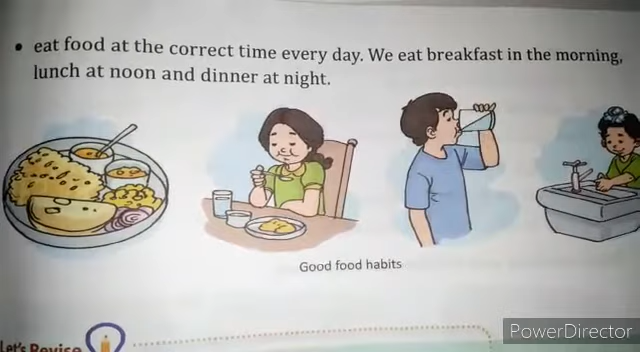 • eat food at the correct time every day. We eat breakfast in the morning,
lunch at noon and dinner at night.
Good food habits
Let's Revise
PowerDirector